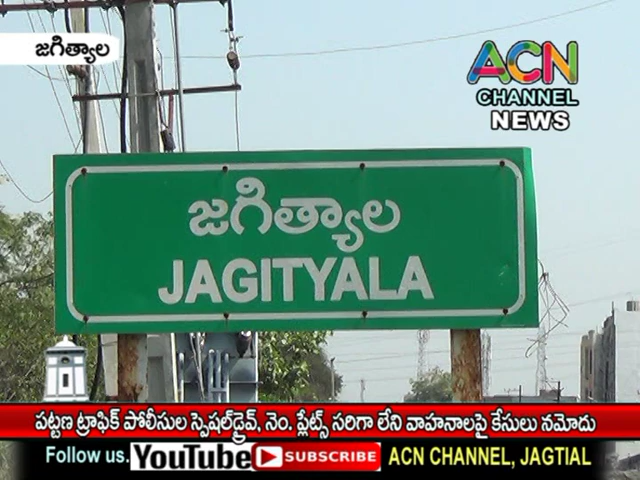 జగిత్యాల
ACN
CHANNEL
NEWS
జగిత్యాల
JAGITYALA
పట్టణ ట్రాఫిక్ పోలీసుల స్పెషల్‌డ్రైవ్, నెం. ప్లేట్స్ సరిగా లేని వాహనాలపై కేసులు నమోదు
Follow us. YouTube SUBSCRIBE ACN CHANNEL, JAGTIAL